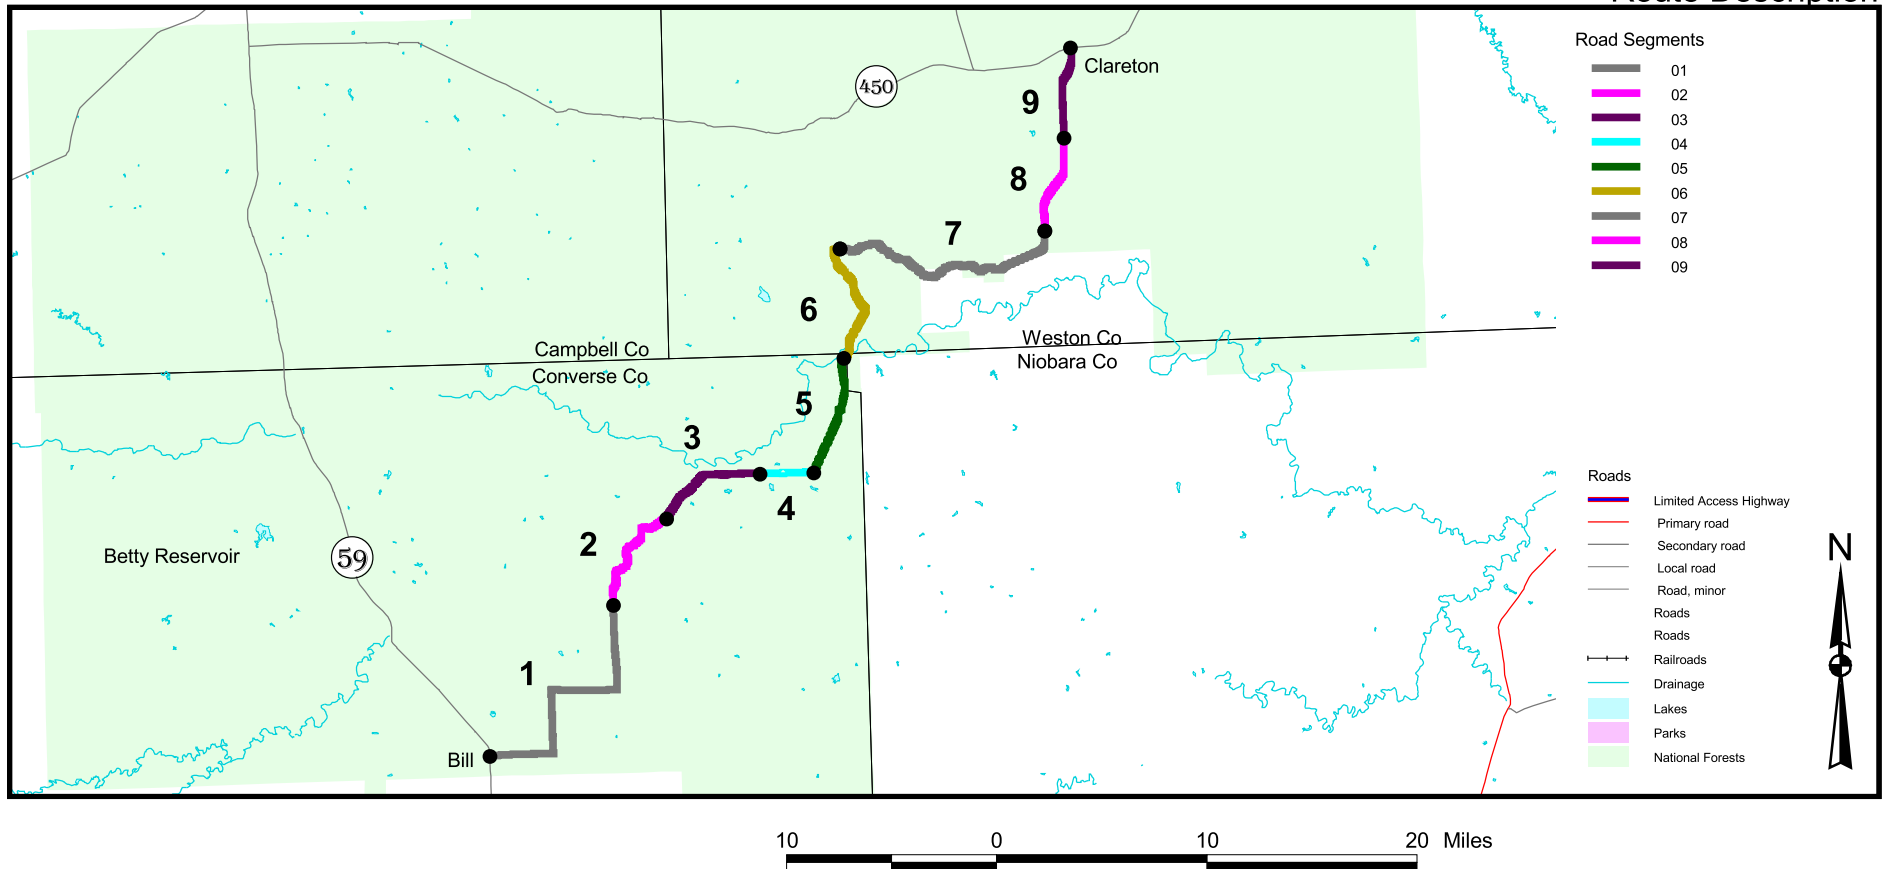 Route Description
Road Segments
01
02
03
04
05
06
07
08
09
450
Clareton
9
8
7
6
Weston Co
Niobara Co
Campbell Co
Converse Co
5
3
4
2
59
Betty Reservoir
1
Bill
Roads
Limited Access Highway
Primary road
Secondary road
Local road
Road, minor
Roads
Roads
Railroads
Drainage
Lakes
Parks
National Forests
N
10 0 10 20 Miles